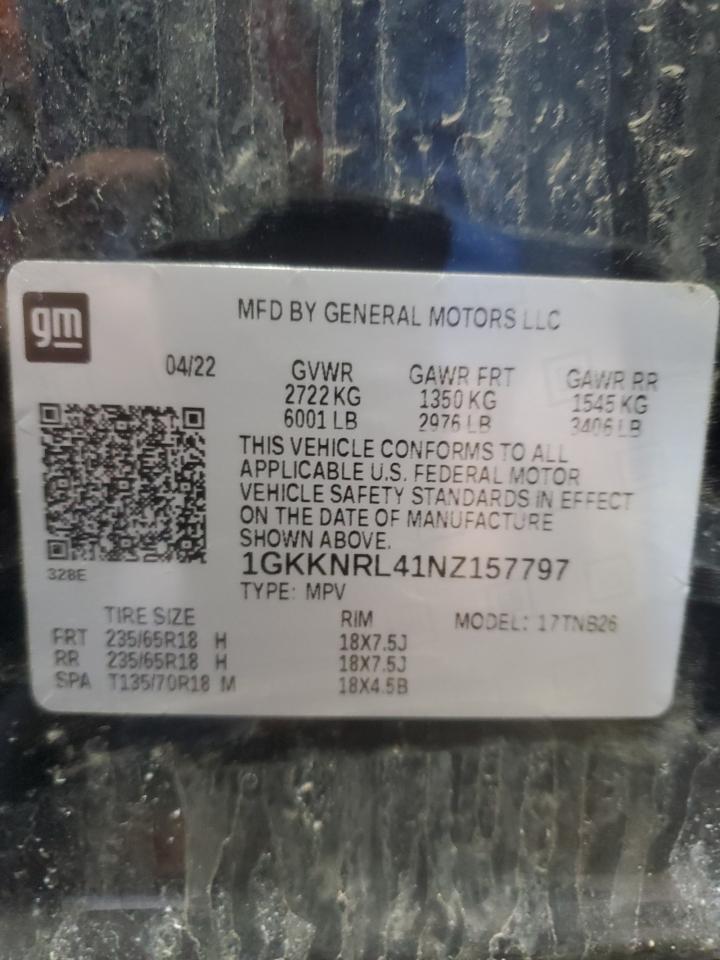 gm
MFD BY GENERAL MOTORS LLC
04/22
GVWR GAWR FRT GAWR RR
2722 KG 1350 KG 1545 KG
6001 LB 2976 LB 3406 LB
THIS VEHICLE CONFORMS TO ALL
APPLICABLE U.S. FEDERAL MOTOR
VEHICLE SAFETY STANDARDS IN EFFECT
ON THE DATE OF MANUFACTURE
SHOWN ABOVE.
1GKKNRL41NZ157797
328E
TYPE: MPV
TIRE SIZE RIM MODEL: 17TNB26
FRT 235/65R18 H 18X7.5J
RR 235/65R18 H 18X7.5J
SPA T135/70R18 M 18X4.5B